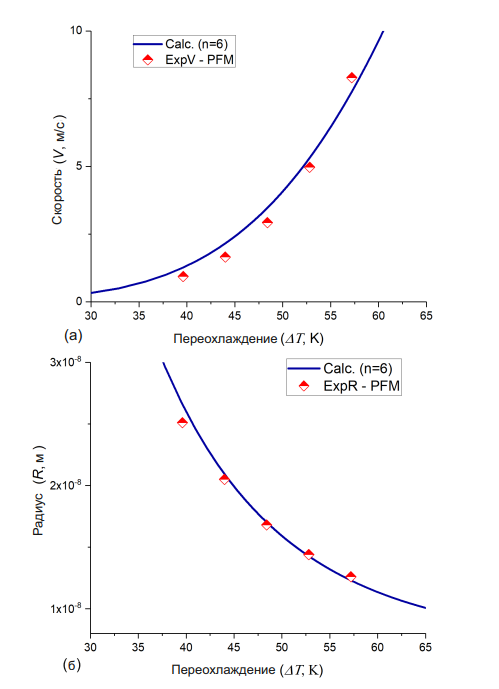 10
Calc. (n=6)
ExpV - PFM
5
0
Скорость (V, м/с)
30 35 40 45 50 55 60 65
(а)
Переохлаждение (ΔT, K)
3x10⁻⁸
Calc. (n=6)
ExpR - PFM
2x10⁻⁸
1x10⁻⁸
Радиус (R, м)
30 35 40 45 50 55 60 65
(б)
Переохлаждение (ΔT, K)